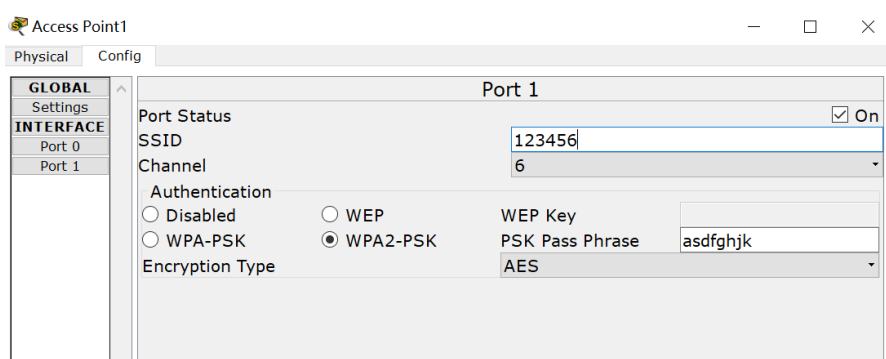 Access Point1
Physical Config
GLOBAL
Settings
INTERFACE
Port 0
Port 1
Port 1
Port Status On
SSID 123456
Channel 6
Authentication
Disabled WEP WEP Key
WPA-PSK WPA2-PSK PSK Pass Phrase asdfghjk
Encryption Type AES